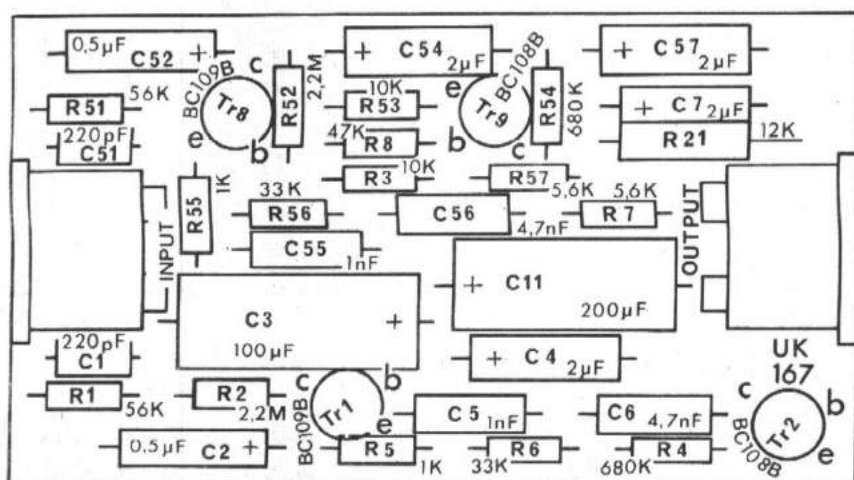 0,5µF
+
C52
c
BC109B
Tr8
e
b
R52
2,2M
+ C54
2µF
10K
R53
47K
R8
10K
R3
e
BC108B
Tr9
b
c
R54
680K
+ C57
2µF
+ C7
2µF
R21
12K
R51
56K
220pF
C51
INPUT
R55
1K
33K
R56
C55
1nF
C56
4,7nF
R57
5,6K
5,6K
R7
OUTPUT
C3
+
100µF
+ C11
200µF
+ C4
2µF
220pF
C1
R1
56K
R2
2,2M
0,5µF
C2 +
c
b
Tr1
e
BC109B
R5
1K
C5
1nF
R6
33K
C6
4,7nF
R4
680K
UK
167
c
b
Tr2
BC108B
e